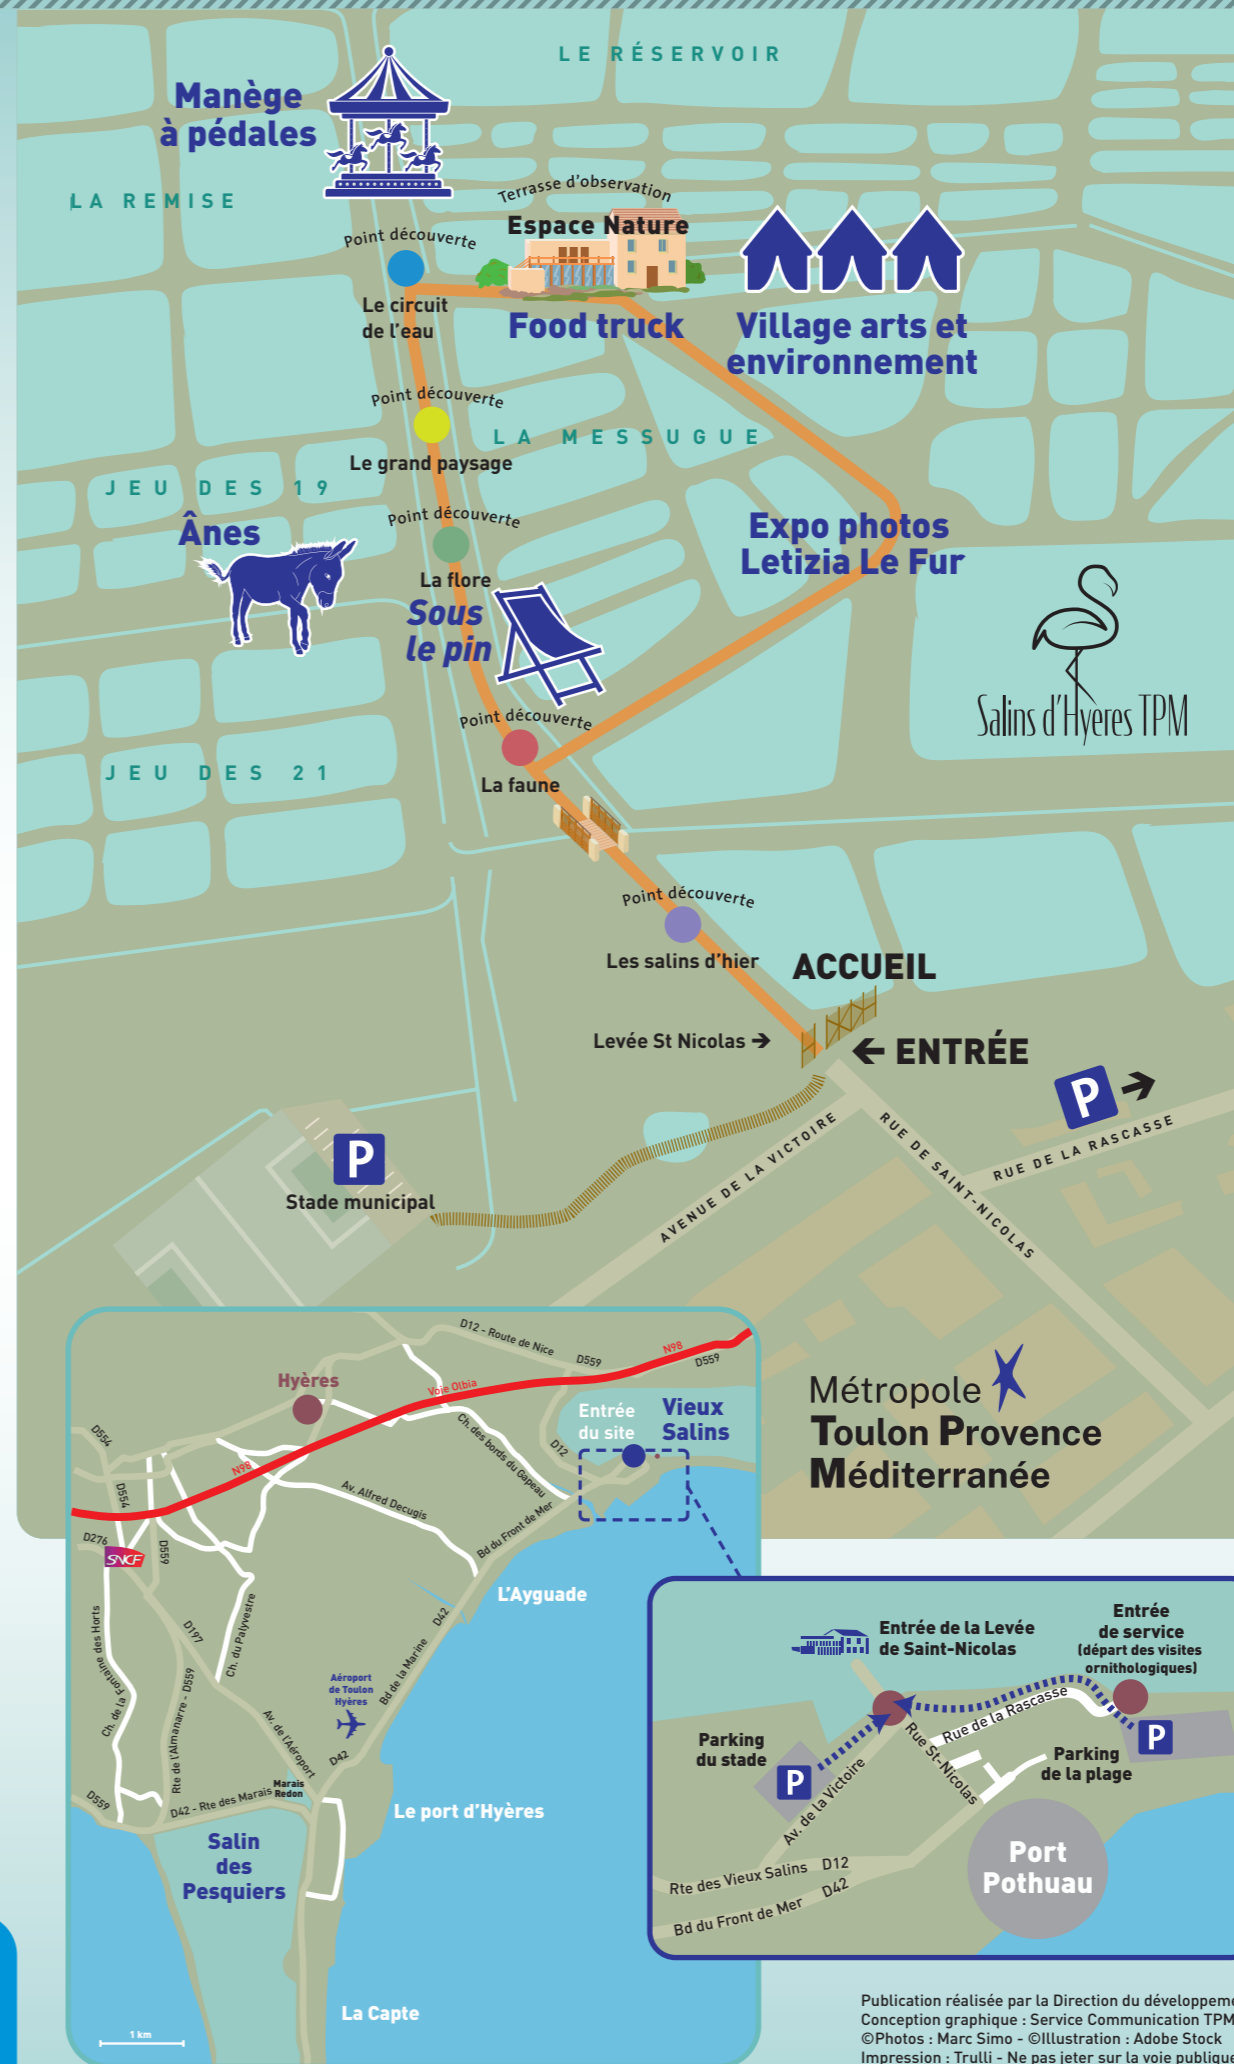 LE RÉSERVOIR
Manège
à pédales
LA REMISE
Terrasse d'observation
Espace Nature
Point découverte
Le circuit
de l'eau
Food truck
Village arts et
environnement
Point découverte
LA MESSUGUE
Le grand paysage
JEU DES 19
Ânes
Point découverte
La flore
Expo photos
Letizia Le Fur
Sous
le pin
Salins d'Hyères TPM
Point découverte
La faune
JEU DES 21
Point découverte
Les salins d'hier
ACCUEIL
Levée St Nicolas →
← ENTRÉE
P →
RUE DE LA RASCASSE
AVENUE DE LA VICTOIRE
RUE DE SAINT-NICOLAS
P
Stade municipal
Métropole
Toulon Provence
Méditerranée
D12 - Route de Nice
D559
N98
D559
Hyères
Voie Olbia
Entrée
du site
Vieux
Salins
D554
Ch. des bords du Gapeau
D12
N98
D554
Av. Alfred Decugis
Bd du Front de Mer
D276
SNCF
D559
L'Ayguade
Ch. de la Fontaine des Horts
D197
Ch. du Palyvestre
D42
Bd de la Marine
Aéroport
de Toulon
Hyères
Rte de l'Almanarre - D559
Av. de l'Aéroport
D42
Marais
Redon
D559
D42 - Rte des Marais
Le port d'Hyères
Salin
des
Pesquiers
La Capte
1 km
Entrée de la Levée
de Saint-Nicolas
Entrée
de service
(départ des visites
ornithologiques)
Rue de la Rascasse
Parking
du stade
P
P
Rue St-Nicolas
Parking
de la plage
Av. de la Victoire
Port
Pothuau
Rte des Vieux Salins D12
Bd du Front de Mer D42
Publication réalisée par la Direction du développeme
Conception graphique : Service Communication TPM
©Photos : Marc Simo - ©Illustration : Adobe Stock
Impression : Trulli - Ne pas jeter sur la voie publique